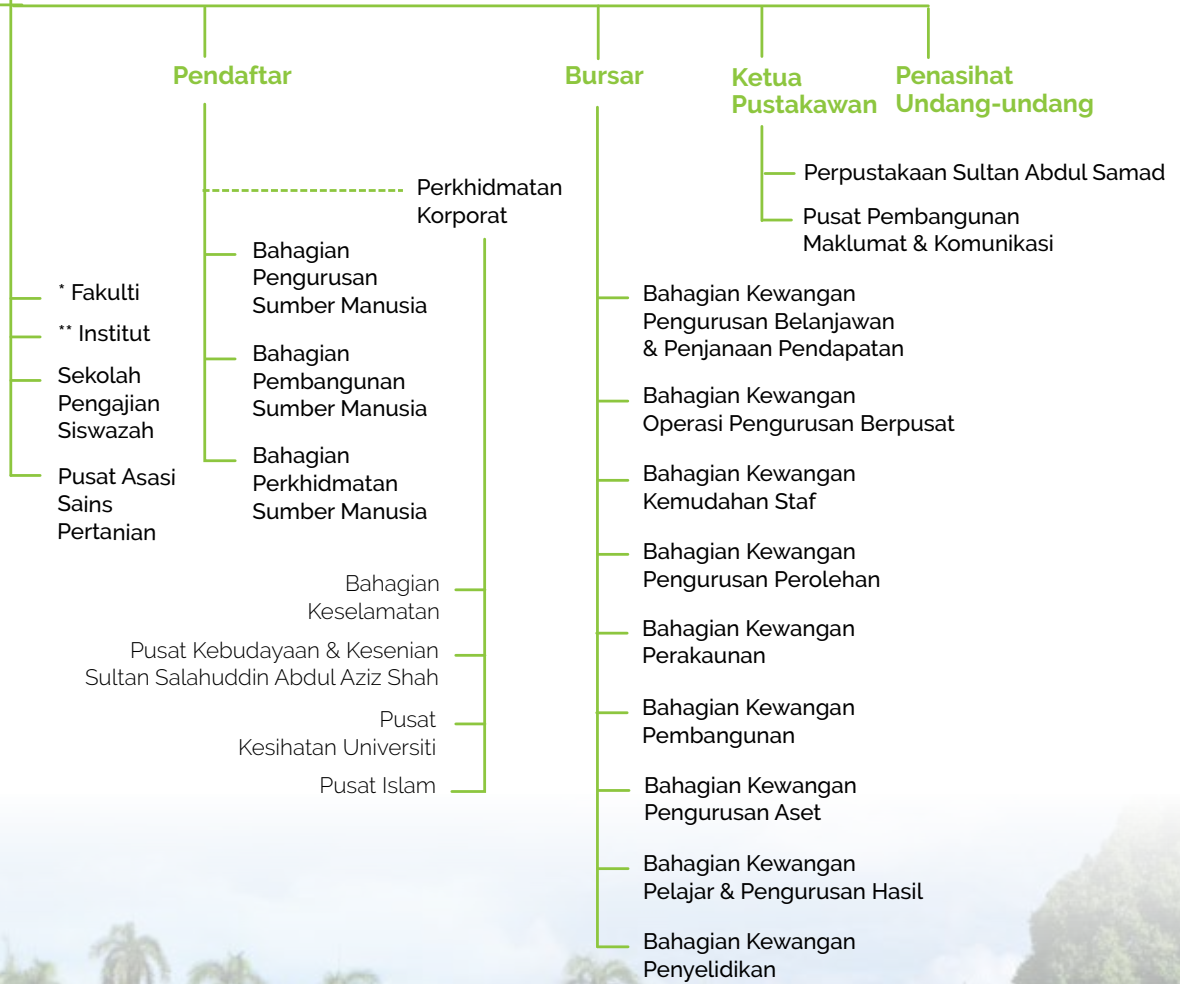 Pendaftar
Bursar
Ketua
Pustakawan
Penasihat
Undang-undang
Perpustakaan Sultan Abdul Samad
Pusat Pembangunan
Maklumat & Komunikasi
Perkhidmatan
Korporat
* Fakulti
** Institut
Sekolah
Pengajian
Siswazah
Pusat Asasi
Sains
Pertanian
Bahagian
Pengurusan
Sumber Manusia
Bahagian
Pembangunan
Sumber Manusia
Bahagian
Perkhidmatan
Sumber Manusia
Bahagian
Keselamatan
Pusat Kebudayaan & Kesenian
Sultan Salahuddin Abdul Aziz Shah
Pusat
Kesihatan Universiti
Pusat Islam
Bahagian Kewangan
Pengurusan Belanjawan
& Penjanaan Pendapatan
Bahagian Kewangan
Operasi Pengurusan Berpusat
Bahagian Kewangan
Kemudahan Staf
Bahagian Kewangan
Pengurusan Perolehan
Bahagian Kewangan
Perakaunan
Bahagian Kewangan
Pembangunan
Bahagian Kewangan
Pengurusan Aset
Bahagian Kewangan
Pelajar & Pengurusan Hasil
Bahagian Kewangan
Penyelidikan